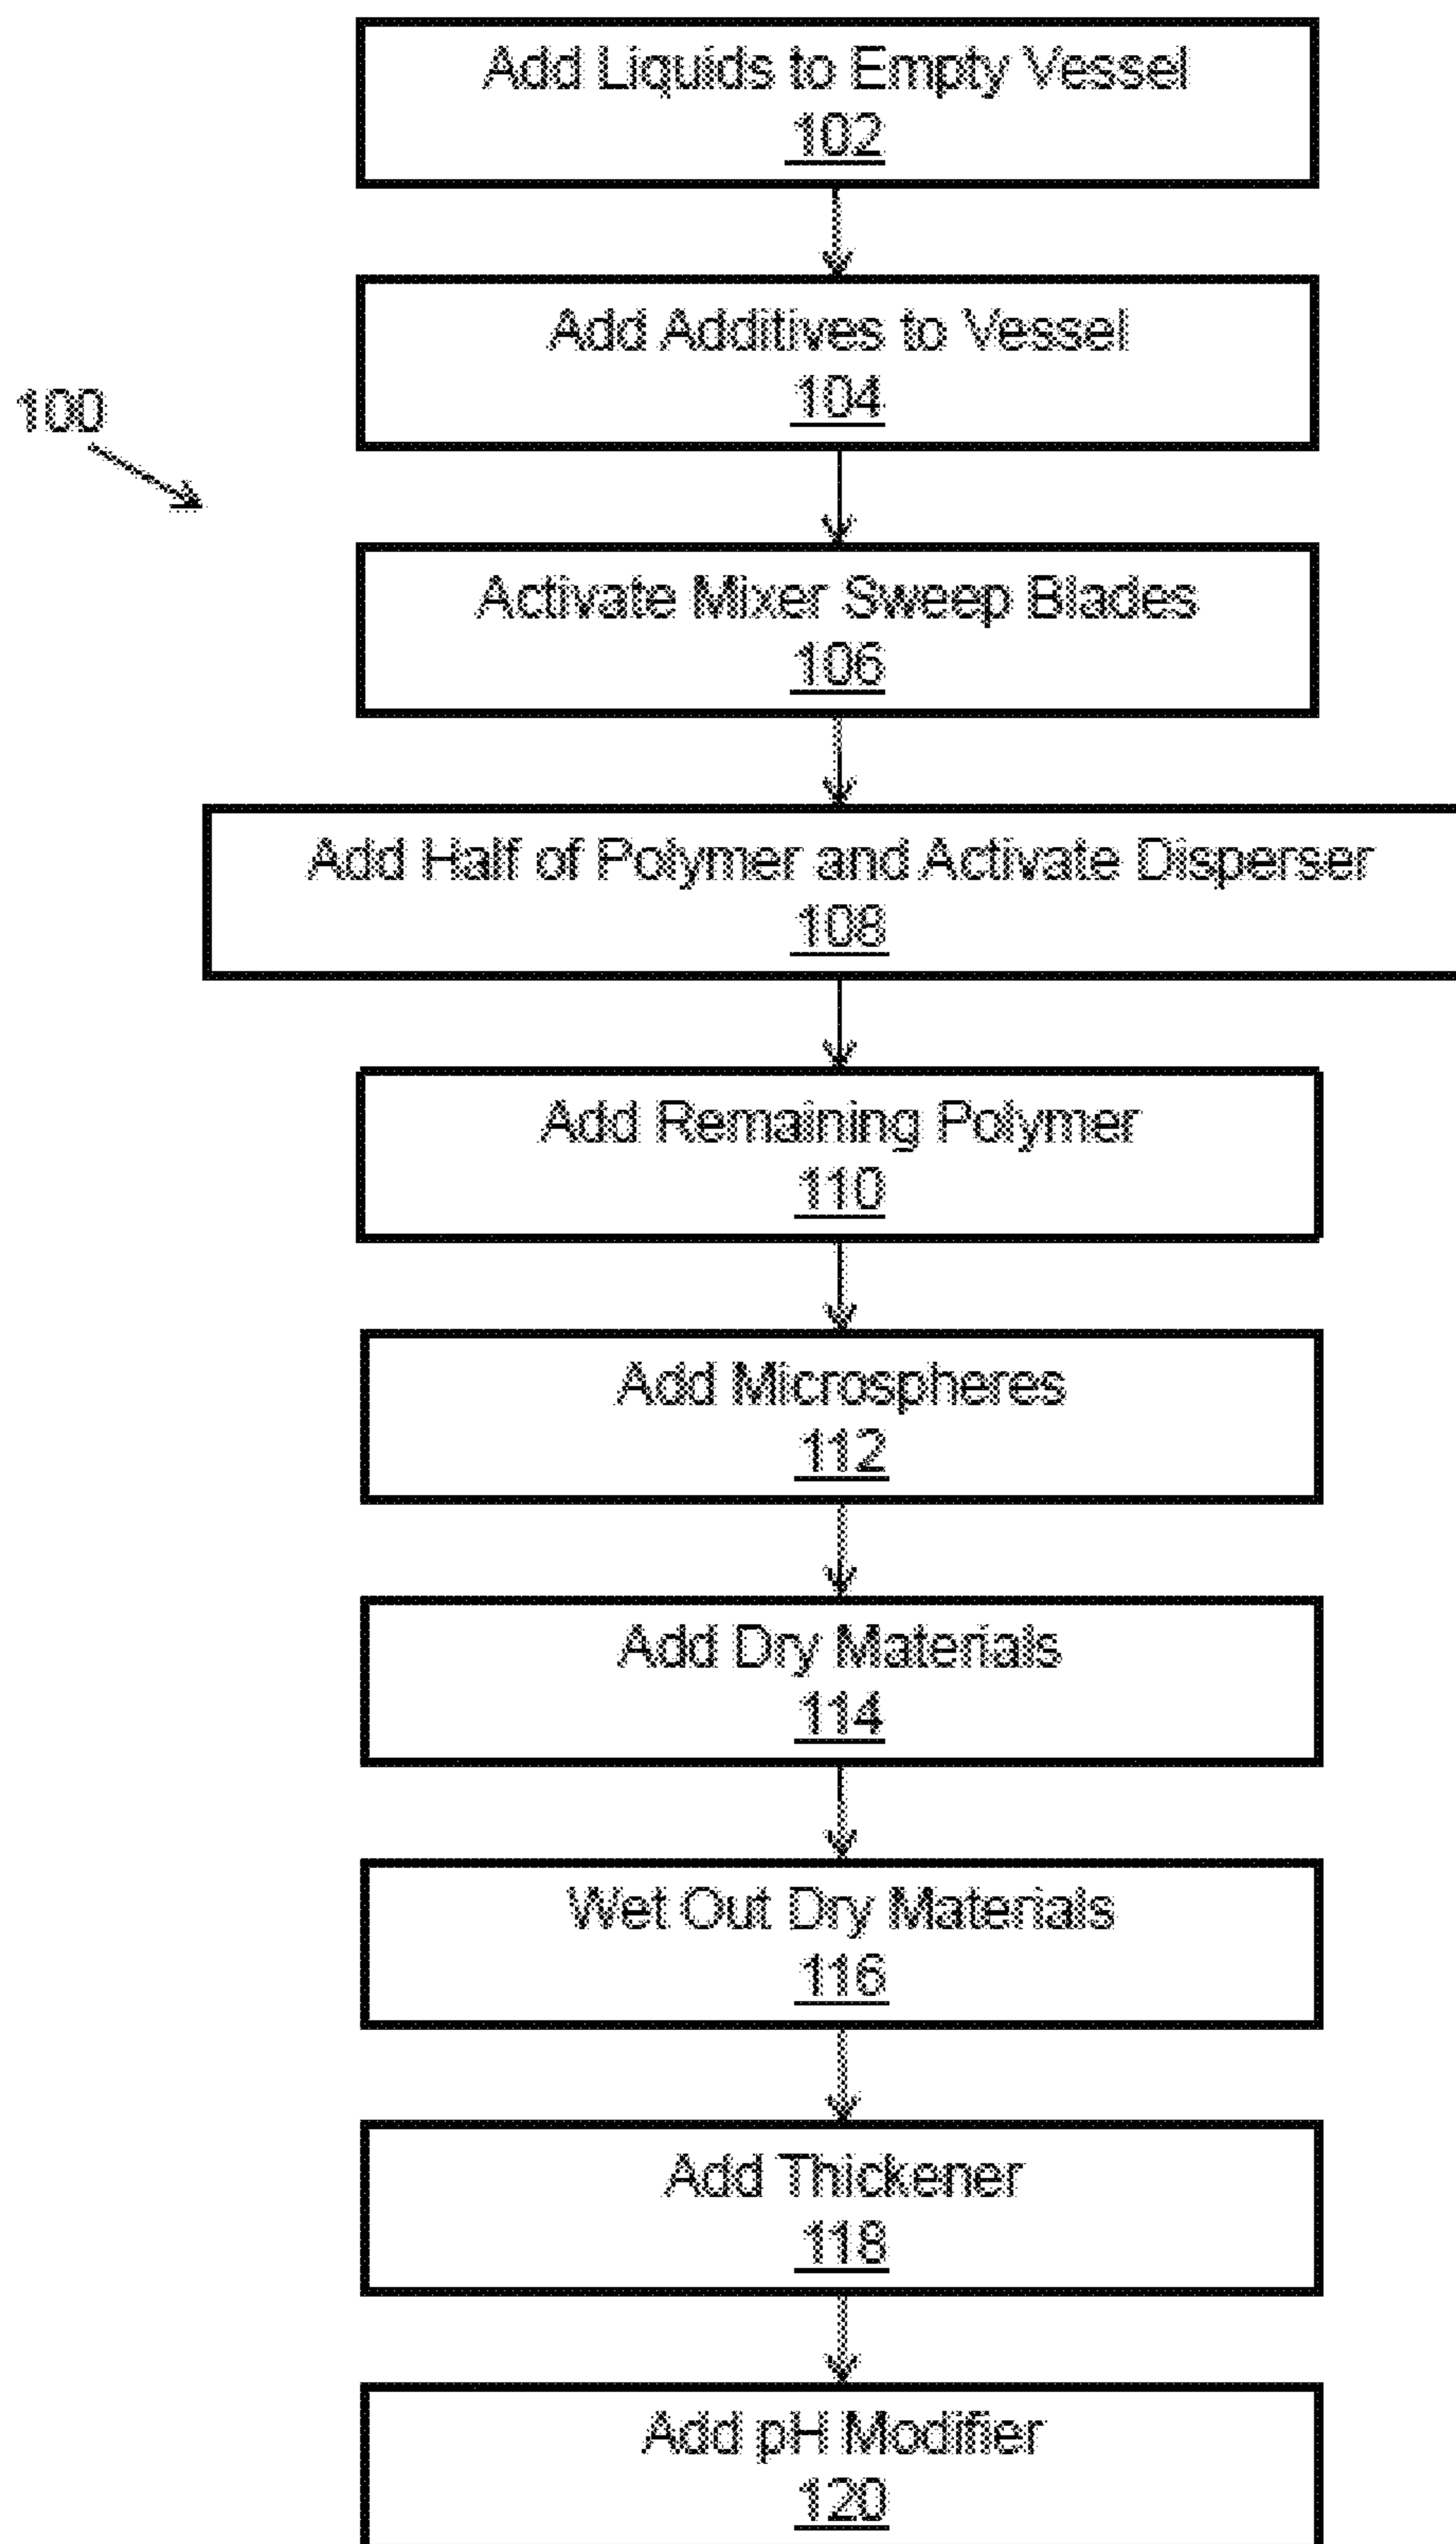 Add Liquids to Empty Vessel
102
Add Additives to Vessel
104
100
Activate Mixer Sweep Blades
106
Add Half of Polymer and Activate Disperser
108
Add Remaining Polymer
110
Add Microspheres
112
Add Dry Materials
114
Wet Out Dry Materials
116
Add Thickener
118
Add pH Modifier
120